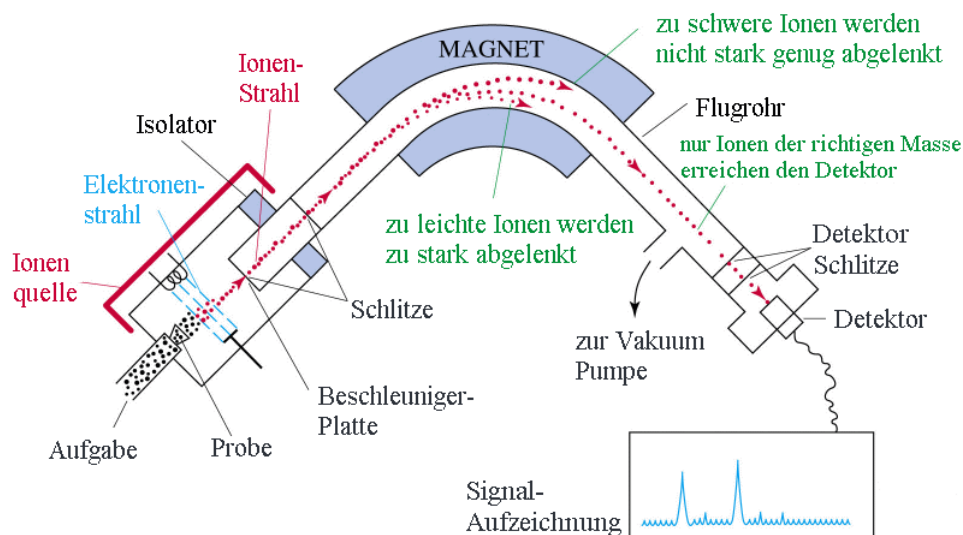 MAGNET
zu schwere Ionen werden
nicht stark genug abgelenkt
Ionen-
Strahl
Isolator
Flugrohr
nur Ionen der richtigen Masse
erreichen den Detektor
Elektronen-
strahl
zu leichte Ionen werden
zu stark abgelenkt
Ionen
quelle
Detektor
Schlitze
Schlitze
Detektor
zur Vakuum
Pumpe
Beschleuniger-
Platte
Aufgabe
Probe
Signal-
Aufzeichnung